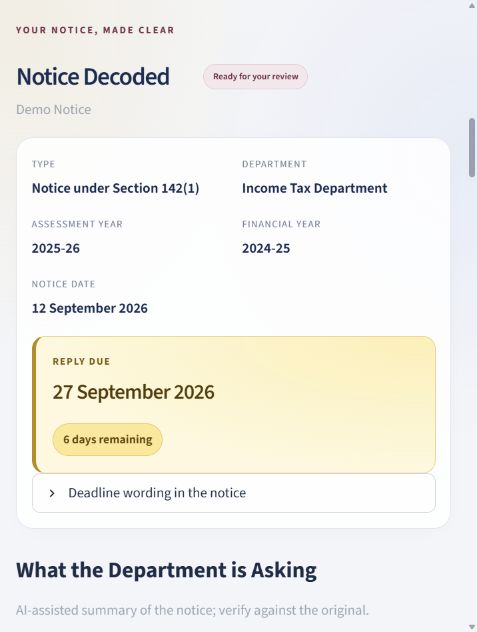 YOUR NOTICE, MADE CLEAR
Notice Decoded
Ready for your review
Demo Notice
TYPE
Notice under Section 142(1)
DEPARTMENT
Income Tax Department
ASSESSMENT YEAR
2025-26
FINANCIAL YEAR
2024-25
NOTICE DATE
12 September 2026
REPLY DUE
27 September 2026
6 days remaining
Deadline wording in the notice
What the Department is Asking
AI-assisted summary of the notice; verify against the original.